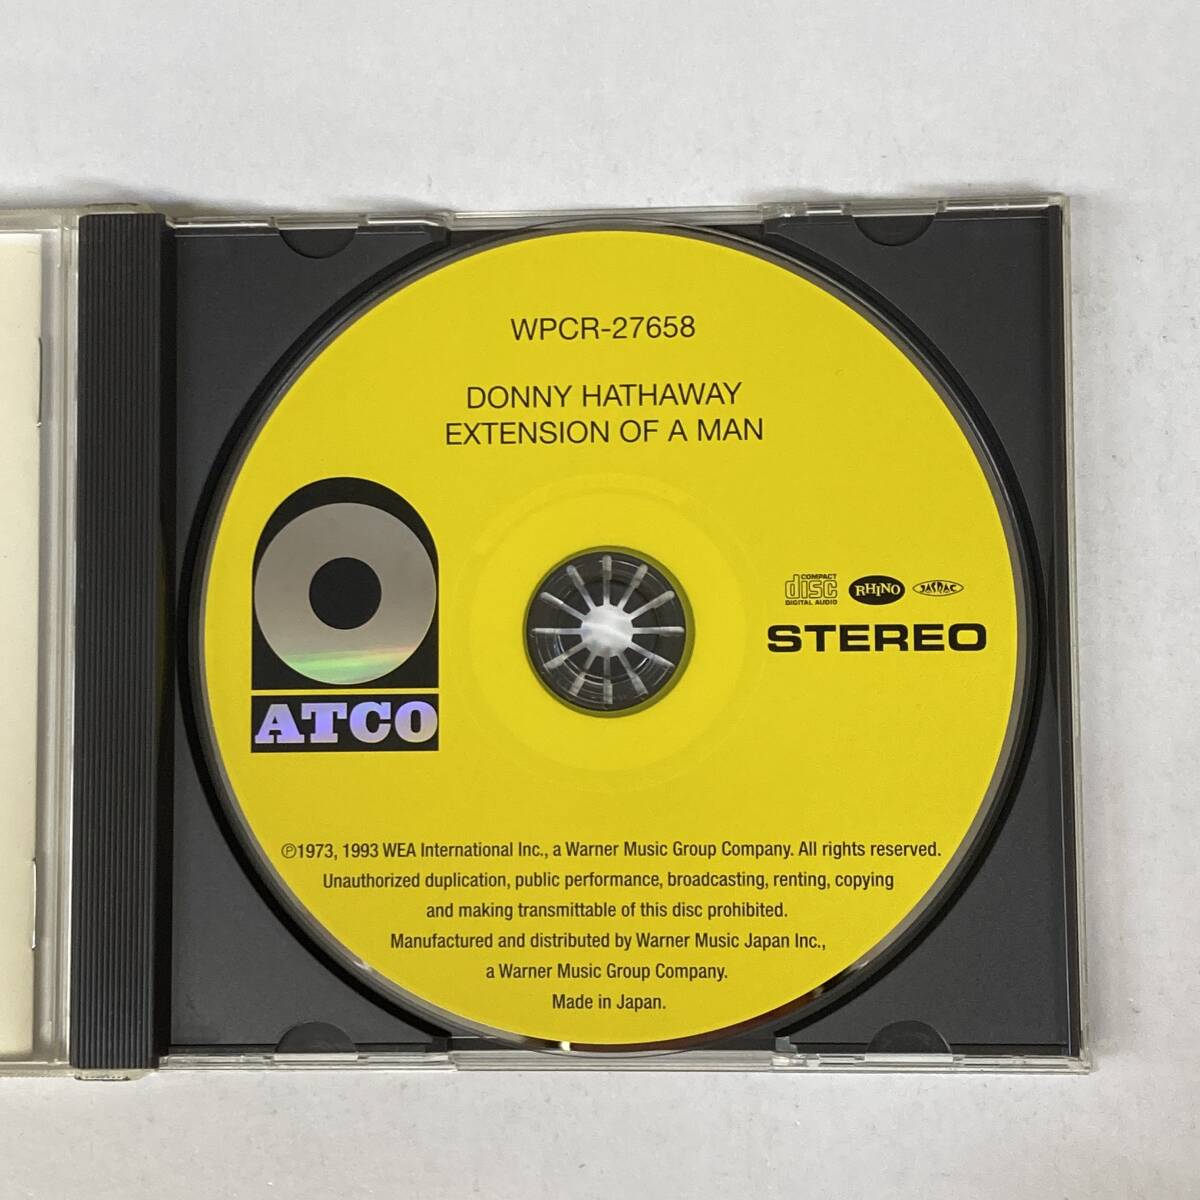 WPCR-27658
DONNY HATHAWAY
EXTENSION OF A MAN
COMPACT
disc
DIGITAL AUDIO
RHINO
JASRAC
STEREO
ATCO
℗1973, 1993 WEA International Inc., a Warner Music Group Company. All rights reserved.
Unauthorized duplication, public performance, broadcasting, renting, copying
and making transmittable of this disc prohibited.
Manufactured and distributed by Warner Music Japan Inc.,
a Warner Music Group Company.
Made in Japan.